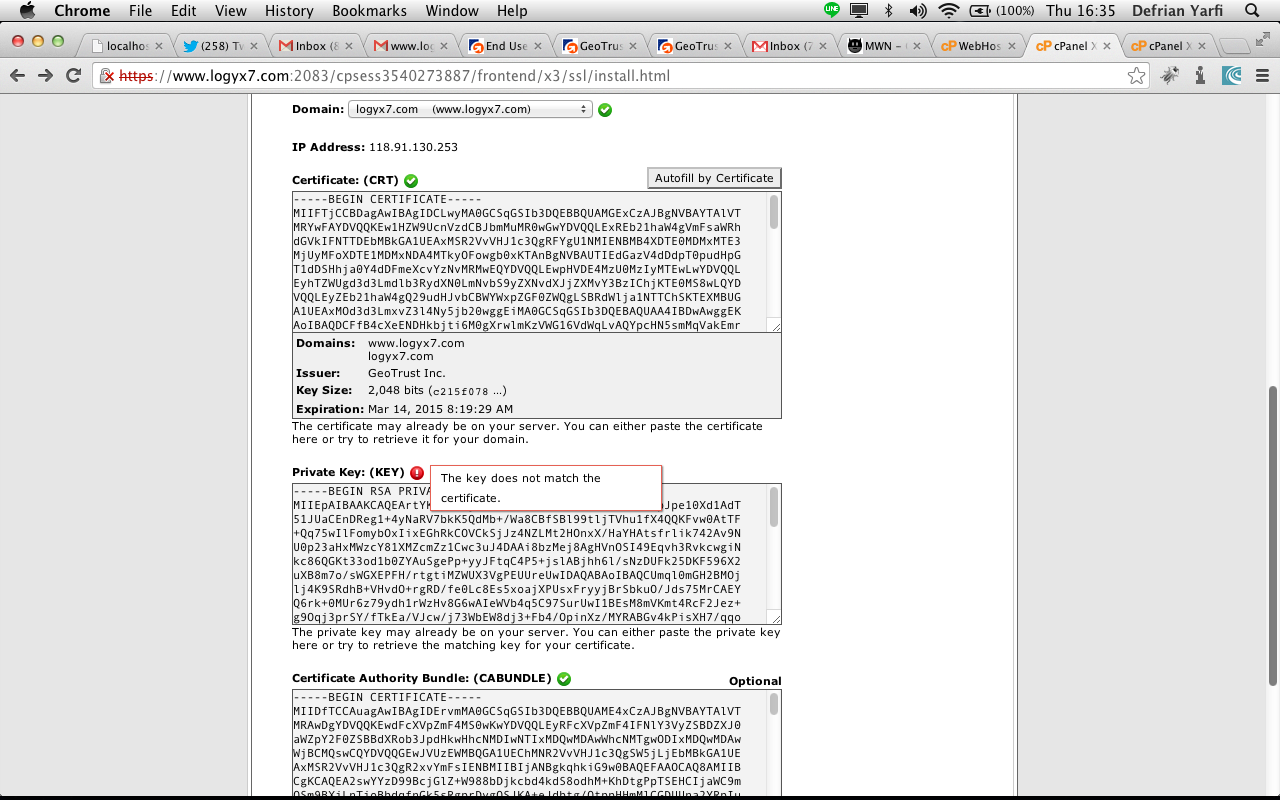 Chrome File Edit View History Bookmarks Window Help (100%) Thu 16:35 Defrian Yarfi
localhos (258) Tw Inbox (8 www.log End Use GeoTrus GeoTrus Inbox (7 MWN – WebHos cPanel X cPanel X
https://www.logyx7.com:2083/cpsess3540273887/frontend/x3/ssl/install.html
Domain: logyx7.com (www.logyx7.com)
IP Address: 118.91.130.253
Certificate: (CRT) Autofill by Certificate
-----BEGIN CERTIFICATE-----
MIIFTjCCBDagAwIBAgIDCLwyMA0GCSqGSIb3DQEBBQUAMGExCzAJBgNVBAYTAlVT
MRYwFAYDVQQKEw1HZW9UcnVzdCBJbmMuMR0wGwYDVQQLExREb21haW4gVmFsaWRh
dGVkIFNTTDEbMBkGA1UEAxMSR2VvVHJ1c3QgRFYgU1NMIENBMB4XDTE0MDMxMTE3
MjUyMFoXDTE1MDMxNDA4MTkyOFowgb0xKTAnBgNVBAUTIEdGazV4dDdpT0pudHpG
T1dDSHhja0Y4dDFmeXcvYzNvMRMwEQYDVQQLEwpHVDE4MzU0MzIyMTEwLwYDVQQL
EyhTZWUgd3d3Lmdlb3RydXN0LmNvbS9yZXNvdXJjZXMvY3BzIChjKTE0MS8wLQYD
VQQLEyZEb21haW4gQ29udHJvbCBWYWxpZGF0ZWQgLSBRdWlja1NTTChSKTEXMBUG
A1UEAxMOd3d3LmxvZ3l4Ny5jb20wggEiMA0GCSqGSIb3DQEBAQUAA4IBDwAwggEK
AoIBAQDCFfB4cXeENDHkbjti6M0gXrwlmKzVWG16VdWqLvAQYpcHN5smMqVakEmr
Domains: www.logyx7.com
logyx7.com
Issuer: GeoTrust Inc.
Key Size: 2,048 bits (c215f078 …)
Expiration: Mar 14, 2015 8:19:29 AM
The certificate may already be on your server. You can either paste the certificate
here or try to retrieve it for your domain.
Private Key: (KEY) The key does not match the
certificate.
-----BEGIN RSA PRIVA
MIIEpAIBAAKCAQEArtYK Jpe10Xd1AdT
51JUaCEnDReg1+4yNaRV7bkK5QdMb+/Wa8CBfSBl99tljTVhu1fX4QQKFvw0AtTF
+Qq75wIlFomybOxIixEGhRkCOVCkSjJz4NZLMt2HOnxX/HaYHAtsfrlik742Av9N
U0p23aHxMWzcY81XMZcmZz1Cwc3uJ4DAAi8bzMej8AgHVnOSI49Eqvh3RvkcwgiN
kc86QGKt33od1b0ZYAuSgePp+yyJFtqC4P5+jslABjhh6l/sNzDUFk25DKF596X2
uXB8m7o/sWGXEPFH/rtgtiMZWUX3VgPEUUreUwIDAQABAoIBAQCUmql0mGH2BMOj
lj4K9SRdhB+VHvdO+rgRD/fe0Lc8Es5xoajXPUsxFryyjBrSbkuO/Jds75MrCAEY
Q6rk+0MUr6z79ydh1rWzHv8G6wAIeWVb4q5C97SurUwI1BEsM8mVKmt4RcF2Jez+
g9Oqj3prSY/fTkEa/VJcw/j73WbEW8dj3+Fb4/OpinXz/MYRABGv4kPisXH7/qqo
The private key may already be on your server. You can either paste the private key
here or try to retrieve the matching key for your certificate.
Certificate Authority Bundle: (CABUNDLE) Optional
-----BEGIN CERTIFICATE-----
MIIDfTCCAuagAwIBAgIDErvmMA0GCSqGSIb3DQEBBQUAME4xCzAJBgNVBAYTAlVT
MRAwDgYDVQQKEwdFcXVpZmF4MS0wKwYDVQQLEyRFcXVpZmF4IFNlY3VyZSBDZXJ0
aWZpY2F0ZSBBdXRob3JpdHkwHhcNMDIwNTIxMDQwMDAwWhcNMTgwODIxMDQwMDAw
WjBCMQswCQYDVQQGEwJVUzEWMBQGA1UEChMNR2VvVHJ1c3QgSW5jLjEbMBkGA1UE
AxMSR2VvVHJ1c3QgR2xvYmFsIENBMIIBIjANBgkqhkiG9w0BAQEFAAOCAQ8AMIIB
CgKCAQEA2swYYzD99BcjGlZ+W988bDjkcbd4kdS8odhM+KhDtgPpTSEHCIjaWC9m